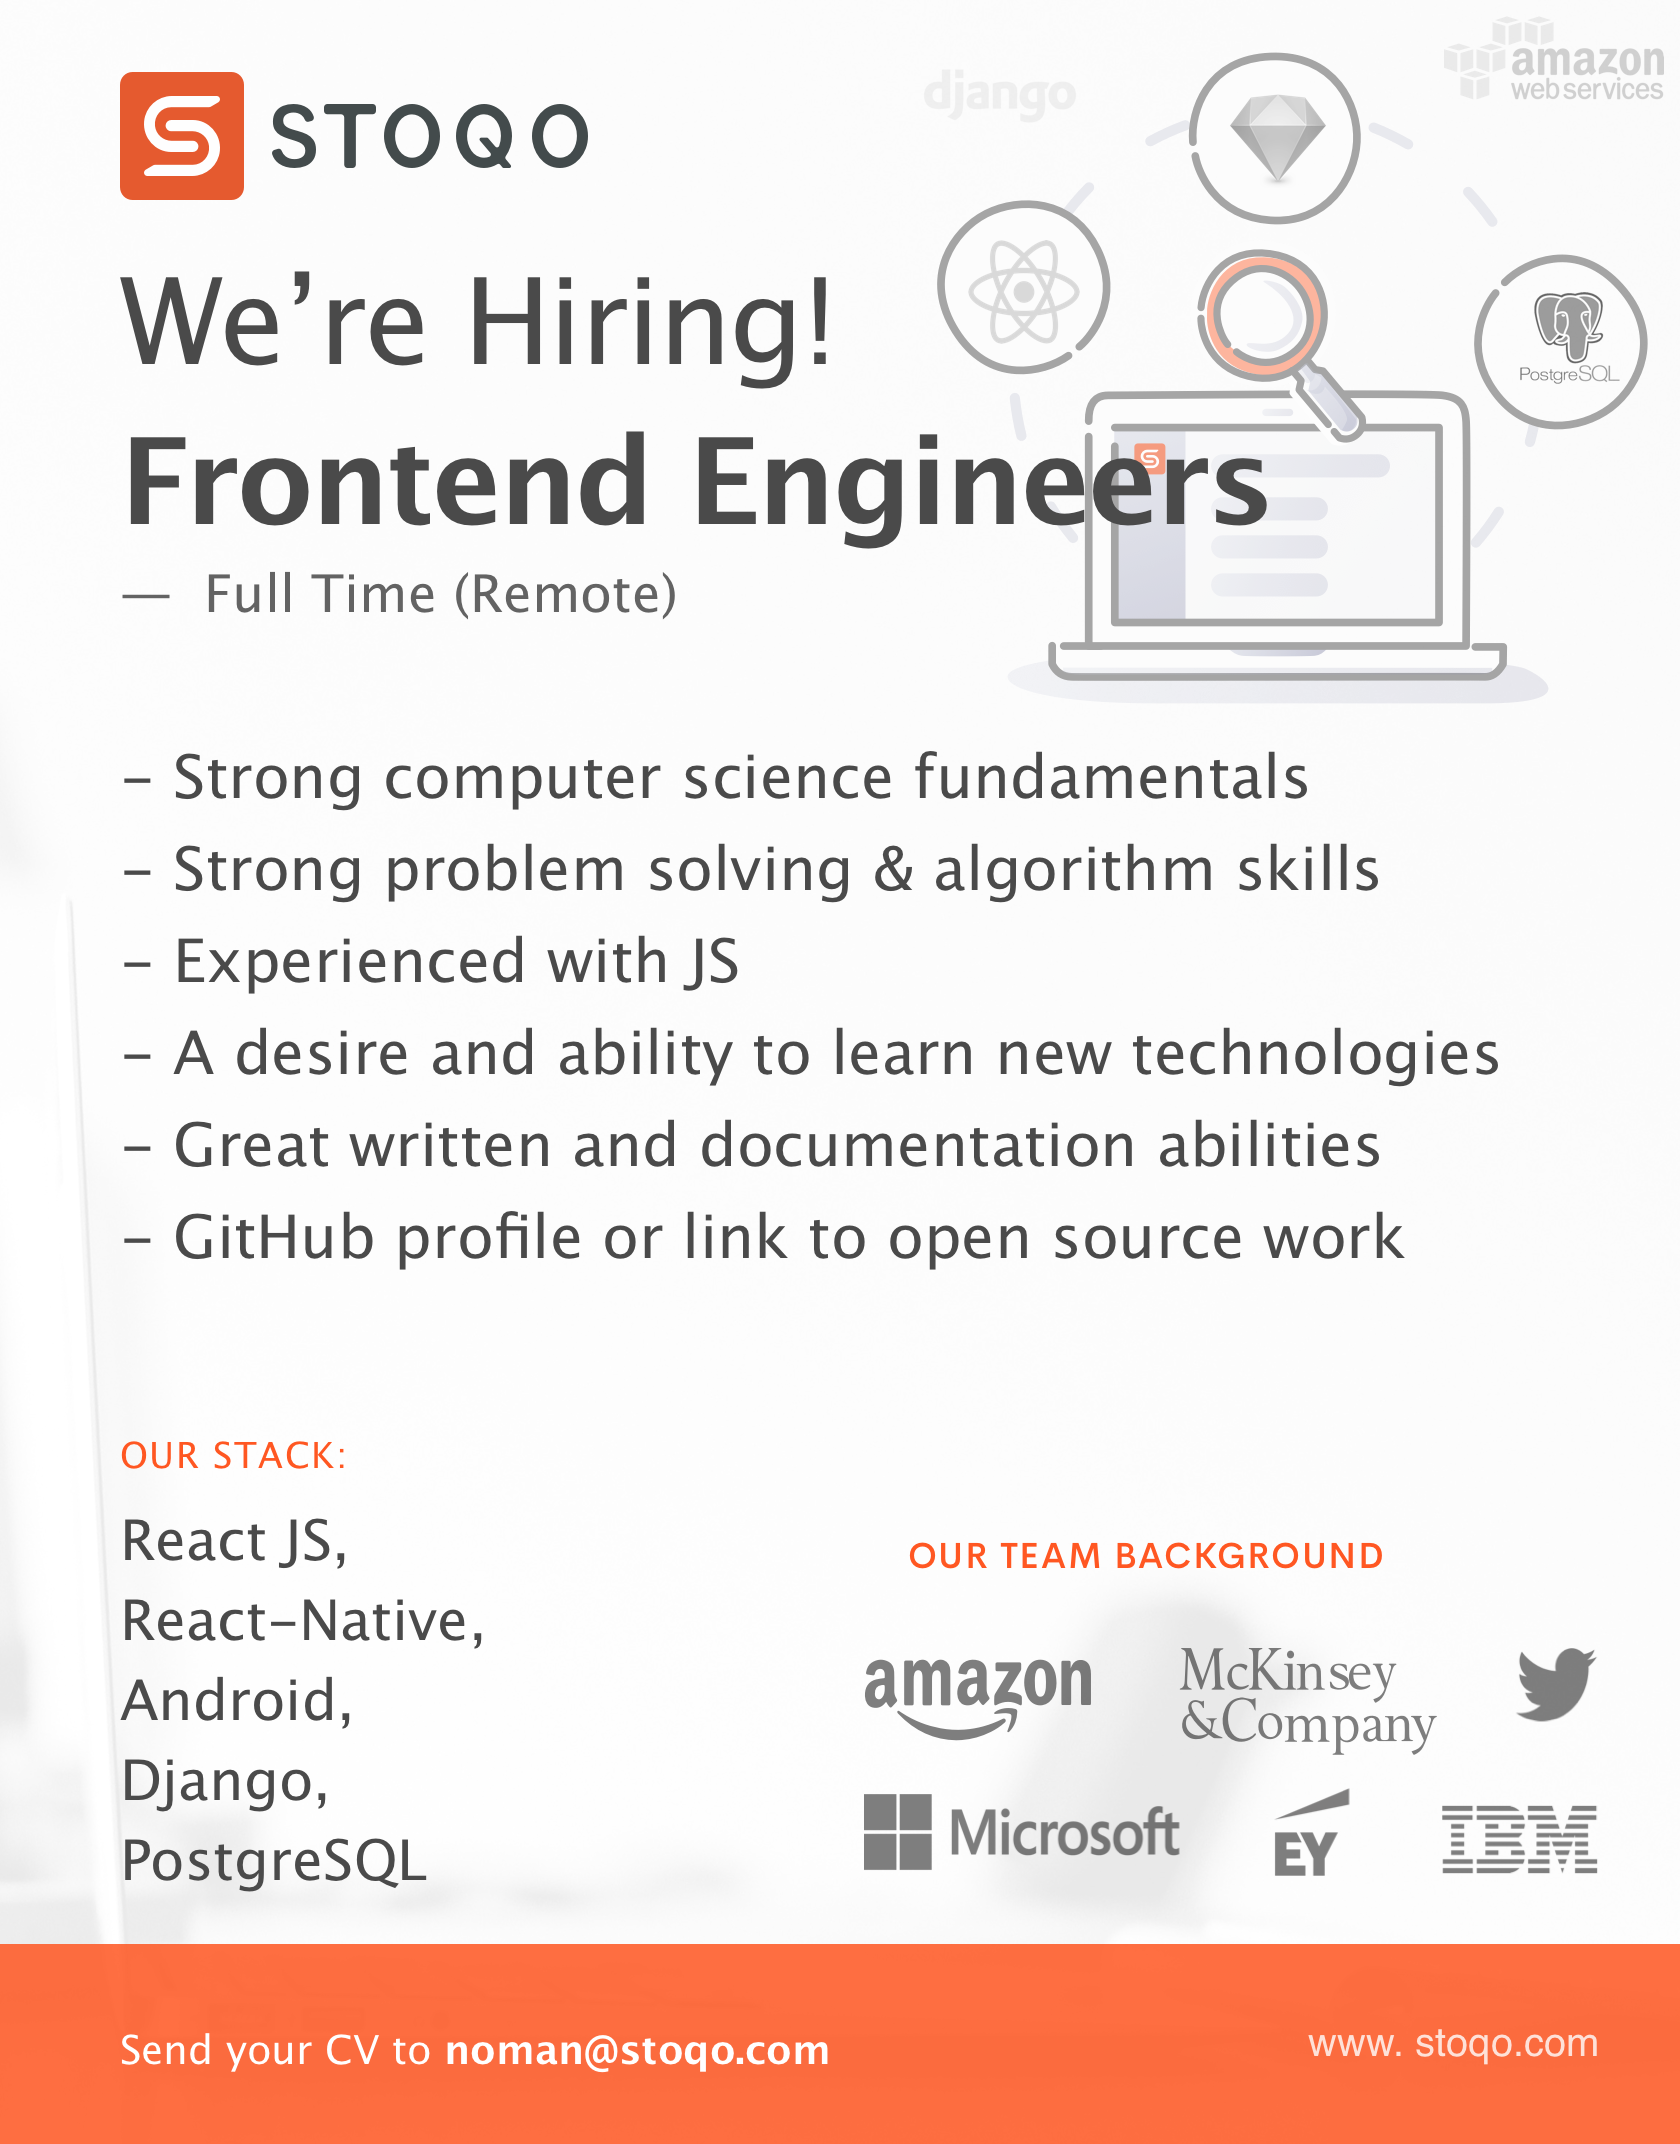 STOQO
django
amazon
web services
We're Hiring!
PostgreSQL
Frontend Engineers
— Full Time (Remote)
- Strong computer science fundamentals
- Strong problem solving & algorithm skills
- Experienced with JS
- A desire and ability to learn new technologies
- Great written and documentation abilities
- GitHub profile or link to open source work
OUR STACK:
React JS,
React-Native,
Android,
Django,
PostgreSQL
OUR TEAM BACKGROUND
amazon
McKinsey
&Company
Microsoft
EY
IBM
Send your CV to noman@stoqo.com
www. stoqo.com